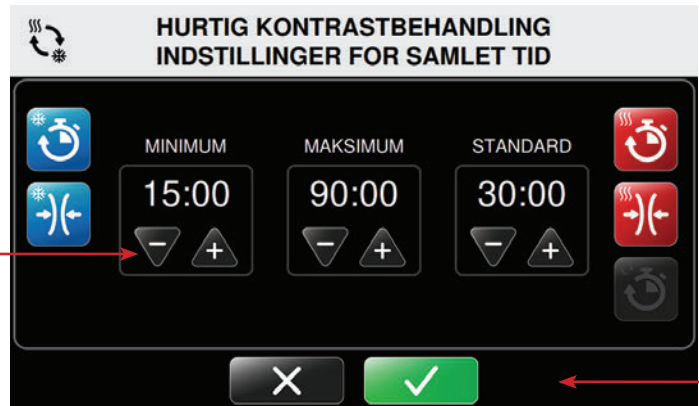 HURTIG KONTRASTBEHANDLING
INDSTILLINGER FOR SAMLET TID
MINIMUM MAKSIMUM STANDARD
15:00 90:00 30:00